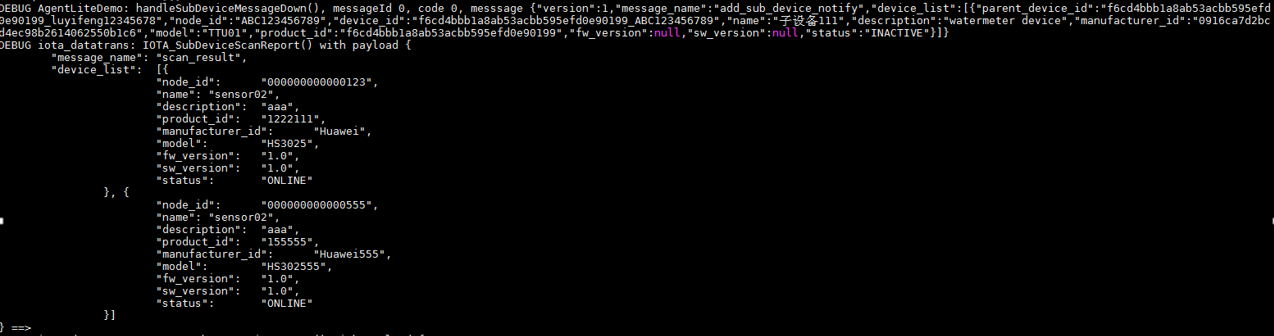 DEBUG AgentLiteDemo: handleSubDeviceMessageDown(), messageId 0, code 0, messsage {"version":1,"message_name":"add_sub_device_notify","device_list":[{"parent_device_id":"f6cd4bbb1a8ab53acbb595efd
0e90199_luyifeng12345678","node_id":"ABC123456789","device_id":"f6cd4bbb1a8ab53acbb595efd0e90199_ABC123456789","name":"子设备111","description":"watermeter device","manufacturer_id":"0916ca7d2bc
d4ec98b2614062550b1c6","model":"TTU01","product_id":"f6cd4bbb1a8ab53acbb595efd0e90199","fw_version":null,"sw_version":null,"status":"INACTIVE"}]}
DEBUG iota_datatrans: IOTA_SubDeviceScanReport() with payload {
"message_name": "scan_result",
"device_list": [{
"node_id": "000000000000123",
"name": "sensor02",
"description": "aaa",
"product_id": "1222111",
"manufacturer_id": "Huawei",
"model": "HS3025",
"fw_version": "1.0",
"sw_version": "1.0",
"status": "ONLINE"
}, {
"node_id": "000000000000555",
"name": "sensor02",
"description": "aaa",
"product_id": "155555",
"manufacturer_id": "Huawei555",
"model": "HS302555",
"fw_version": "1.0",
"sw_version": "1.0",
"status": "ONLINE"
}]
} ==>